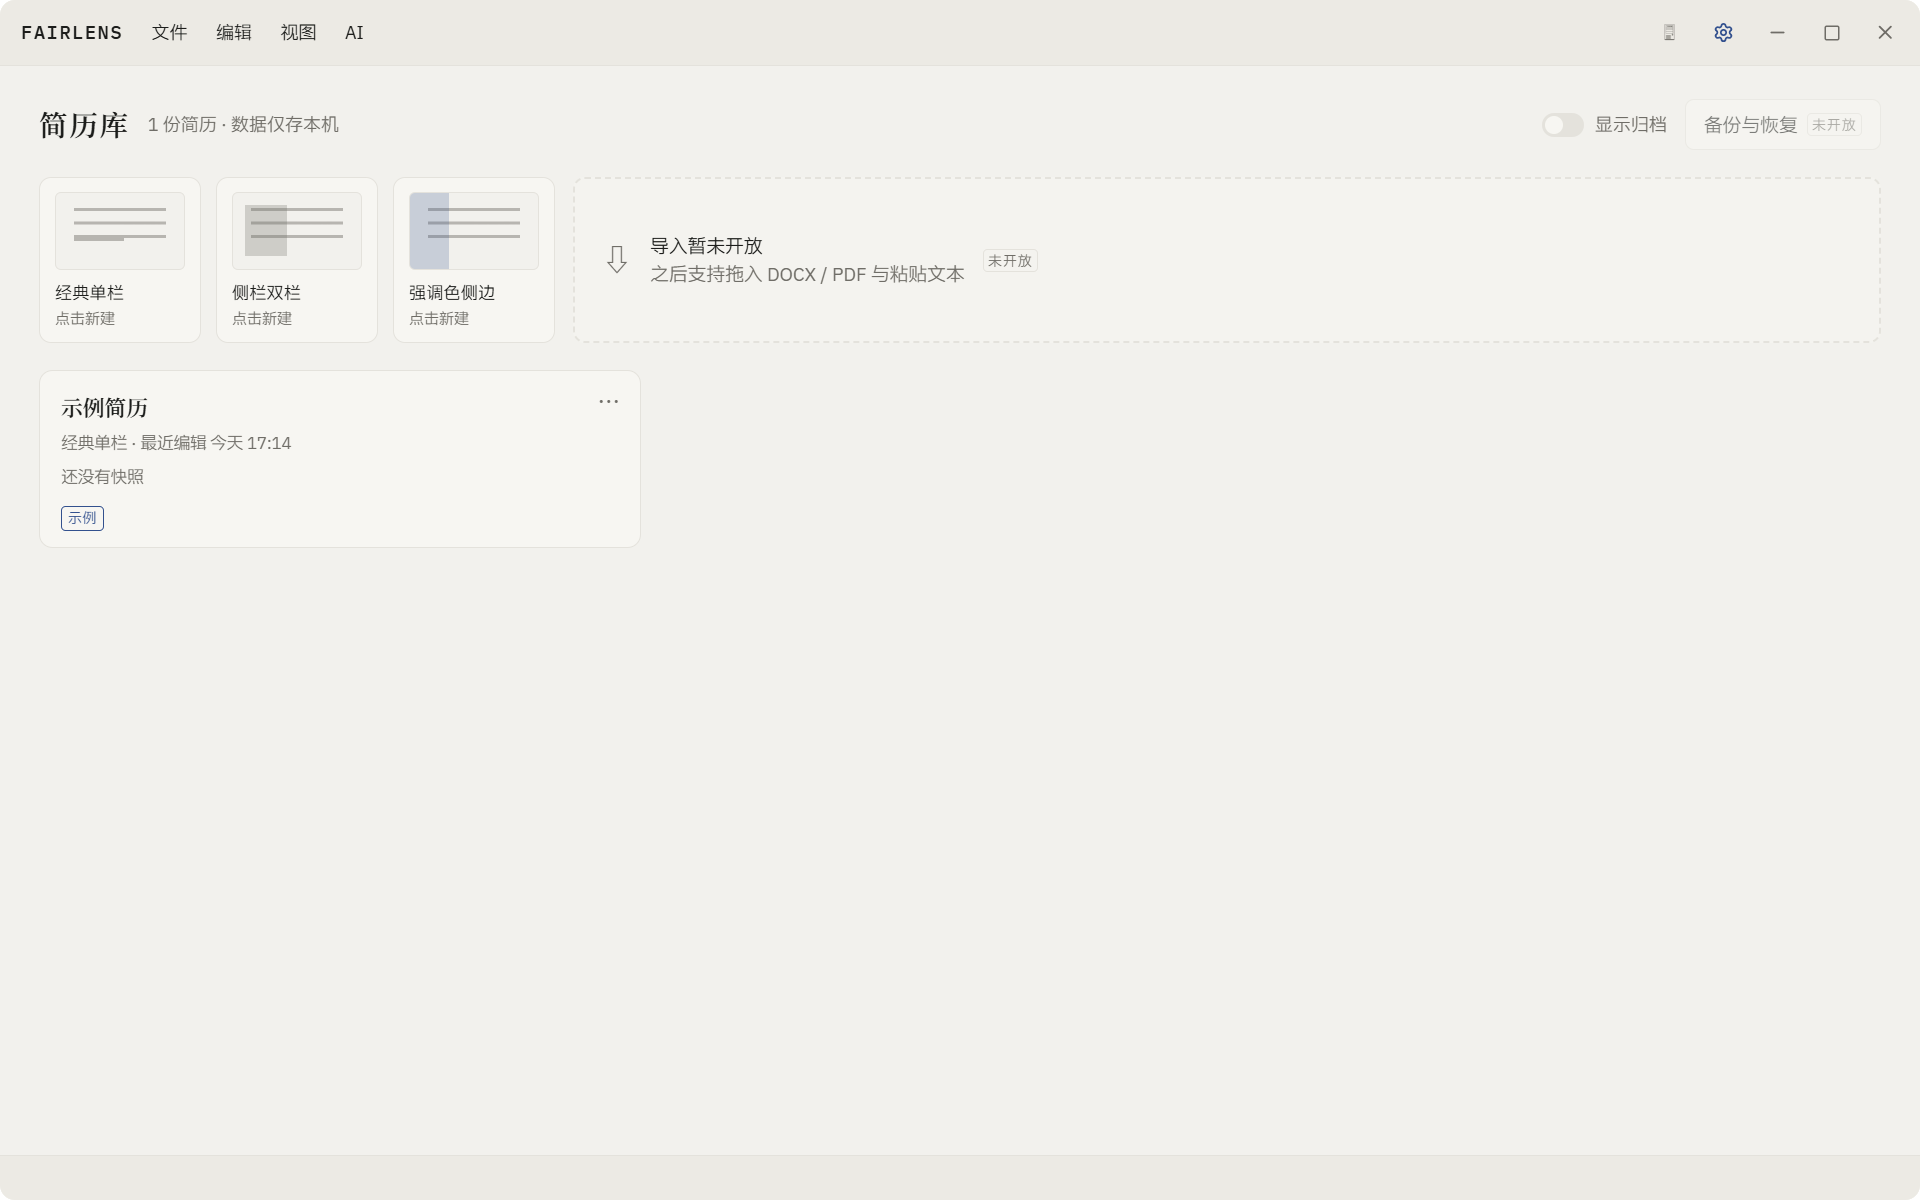 FAIRLENS 文件 编辑 视图 AI
简历库 1 份简历 · 数据仅存本机 显示归档 备份与恢复 未开放
经典单栏
点击新建
侧栏双栏
点击新建
强调色侧边
点击新建
导入暂未开放
之后支持拖入 DOCX / PDF 与粘贴文本
未开放
示例简历
经典单栏 · 最近编辑 今天 17:14
还没有快照
示例